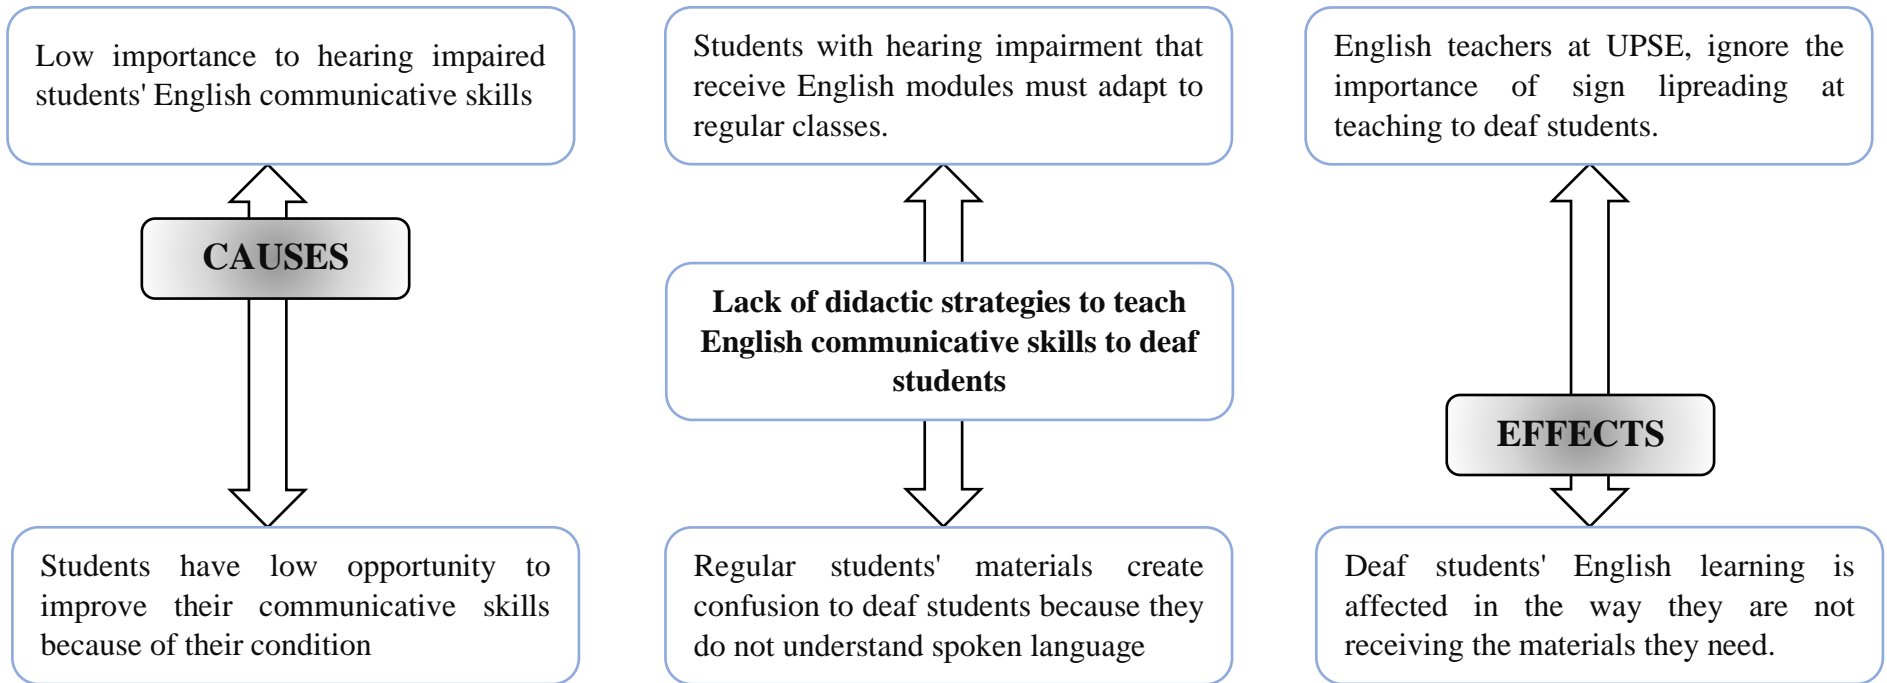 Low importance to hearing impaired
students' English communicative skills
Students with hearing impairment that
receive English modules must adapt to
regular classes.
English teachers at UPSE, ignore the
importance of sign lipreading at
teaching to deaf students.
CAUSES
Lack of didactic strategies to teach
English communicative skills to deaf
students
EFFECTS
Students have low opportunity to
improve their communicative skills
because of their condition
Regular students' materials create
confusion to deaf students because they
do not understand spoken language
Deaf students' English learning is
affected in the way they are not
receiving the materials they need.